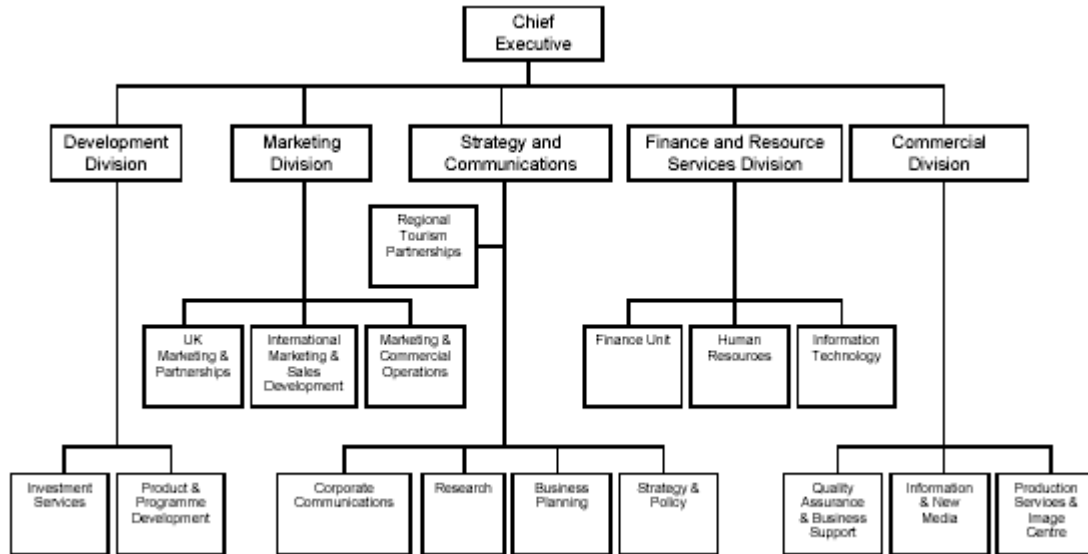 Chief
Executive
Development
Division
Marketing
Division
Strategy and
Communications
Finance and Resource
Services Division
Commercial
Division
Regional
Tourism
Partnerships
UK
Marketing &
Partnerships
International
Marketing &
Sales
Development
Marketing &
Commercial
Operations
Finance Unit
Human
Resources
Information
Technology
Investment
Services
Product &
Programme
Development
Corporate
Communications
Research
Business
Planning
Strategy &
Policy
Quality
Assurance
& Business
Support
Information
& New
Media
Production
Services &
Image
Centre